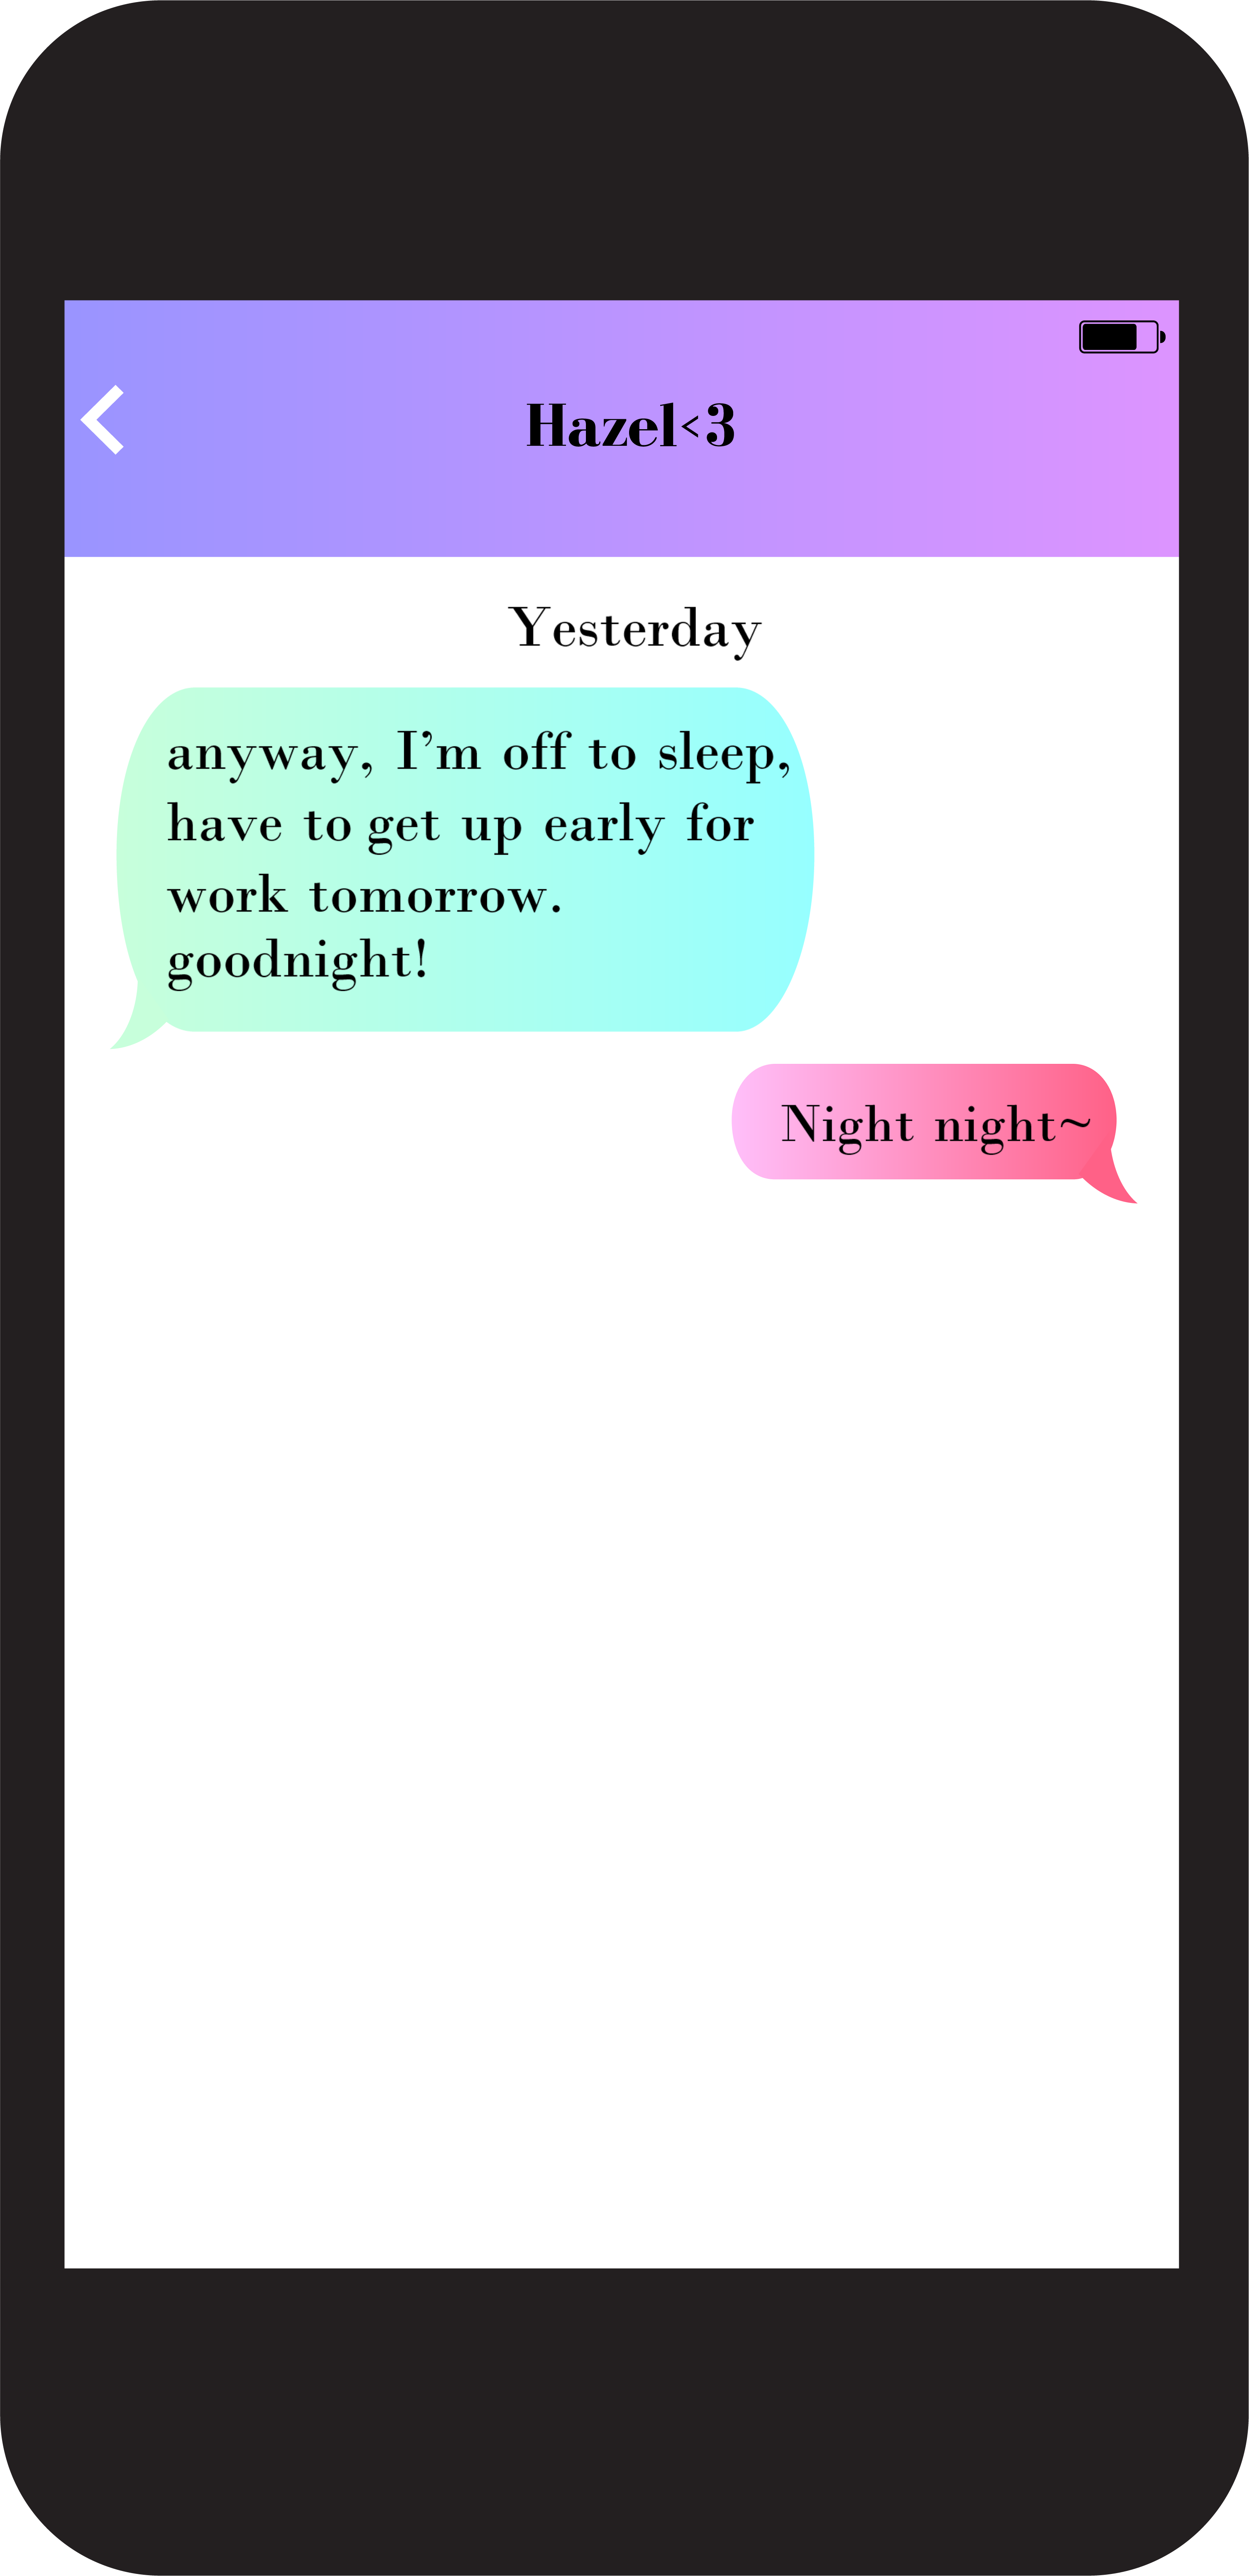 Hazel<3
Yesterday
anyway, I’m off to sleep,
have to get up early for
work tomorrow.
goodnight!
Night night~